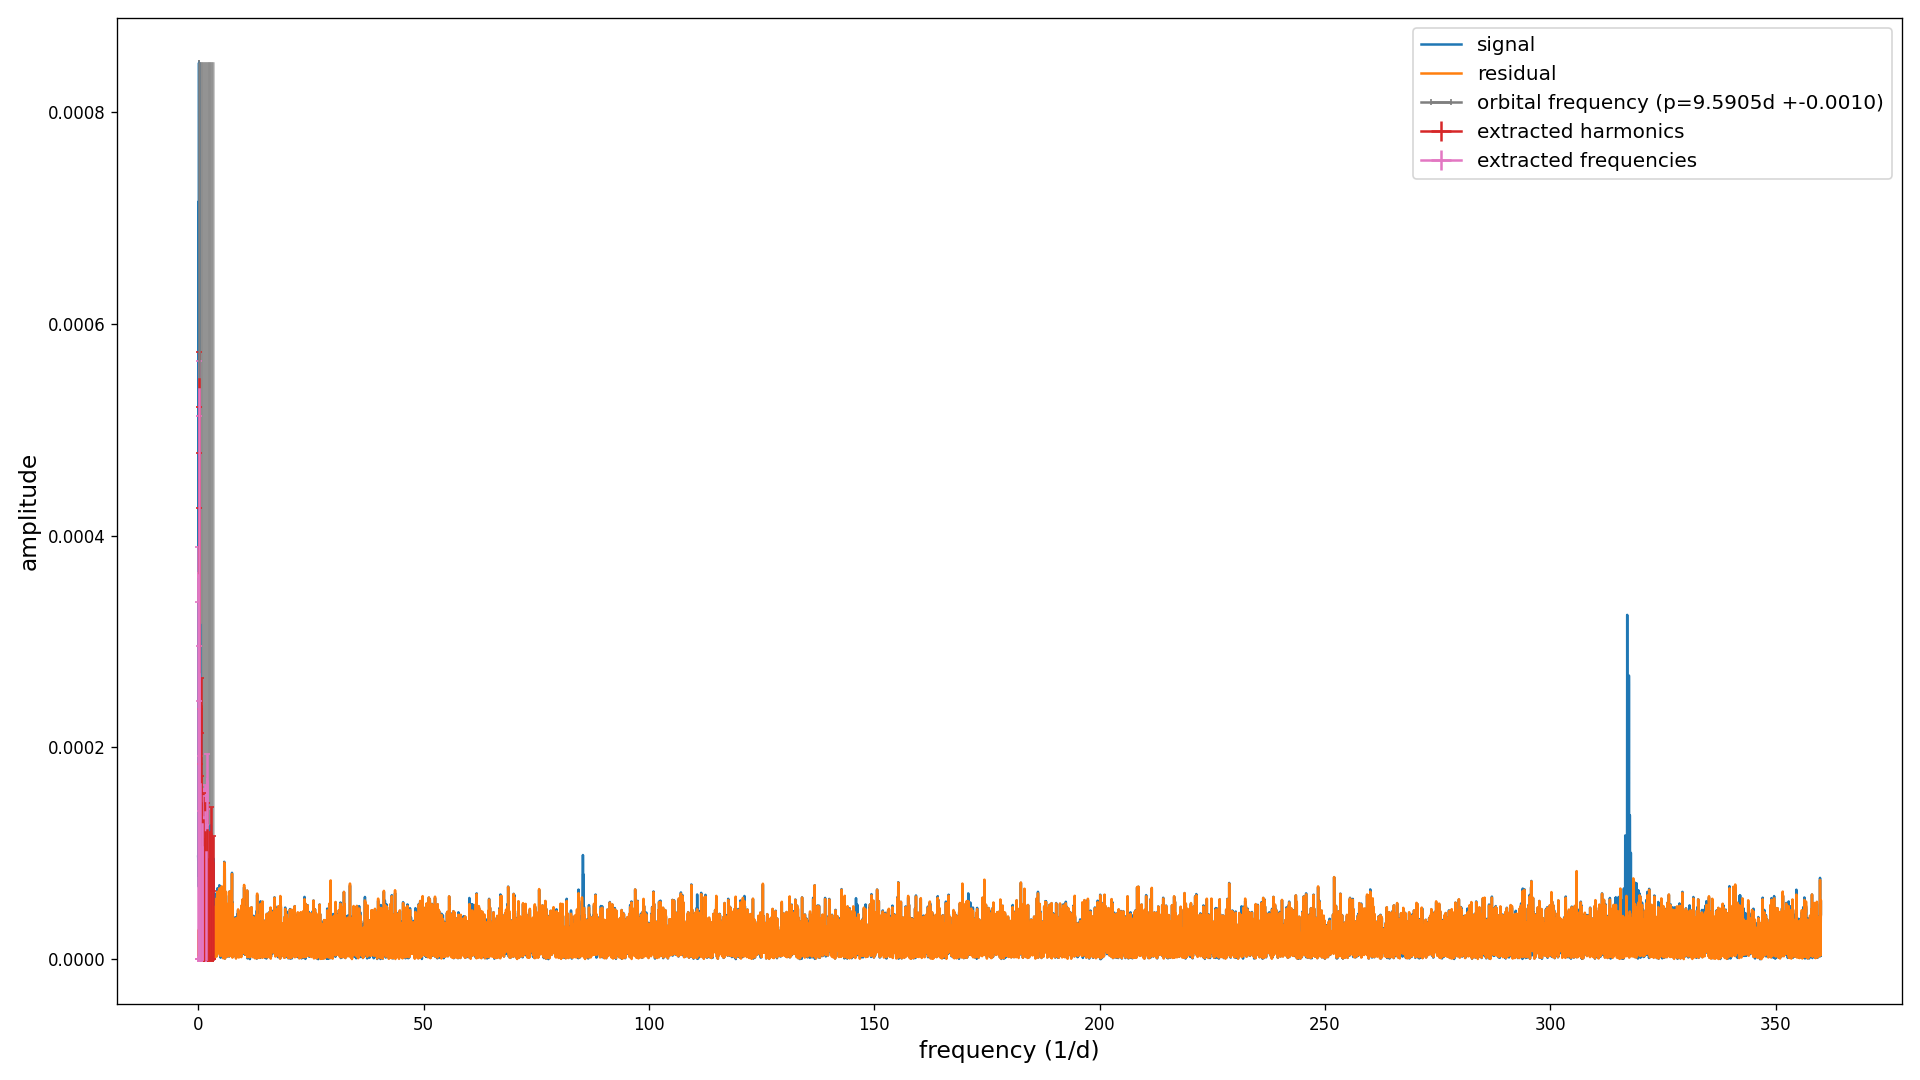 signal
residual
orbital frequency (p=9.5905d +-0.0010)
extracted harmonics
extracted frequencies
0.0008
0.0006
0.0004
0.0002
0.0000
amplitude
0 50 100 150 200 250 300 350
frequency (1/d)